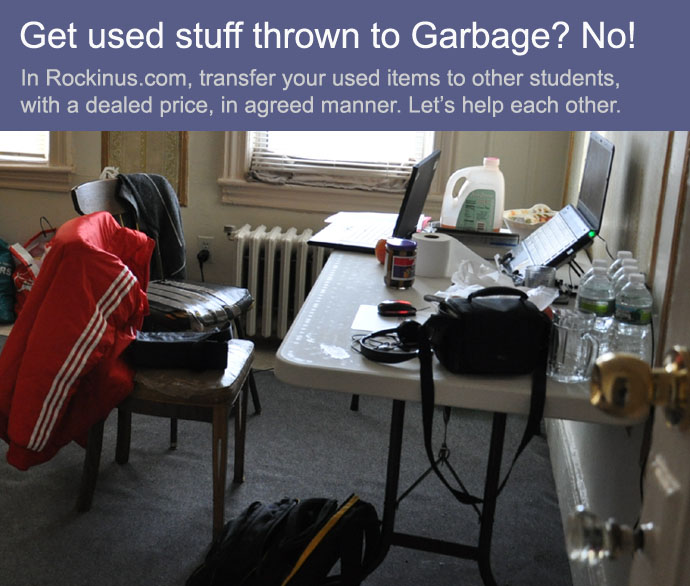 Get used stuff thrown to Garbage? No!
In Rockinus.com, transfer your used items to other students,
with a dealed price, in agreed manner. Let's help each other.